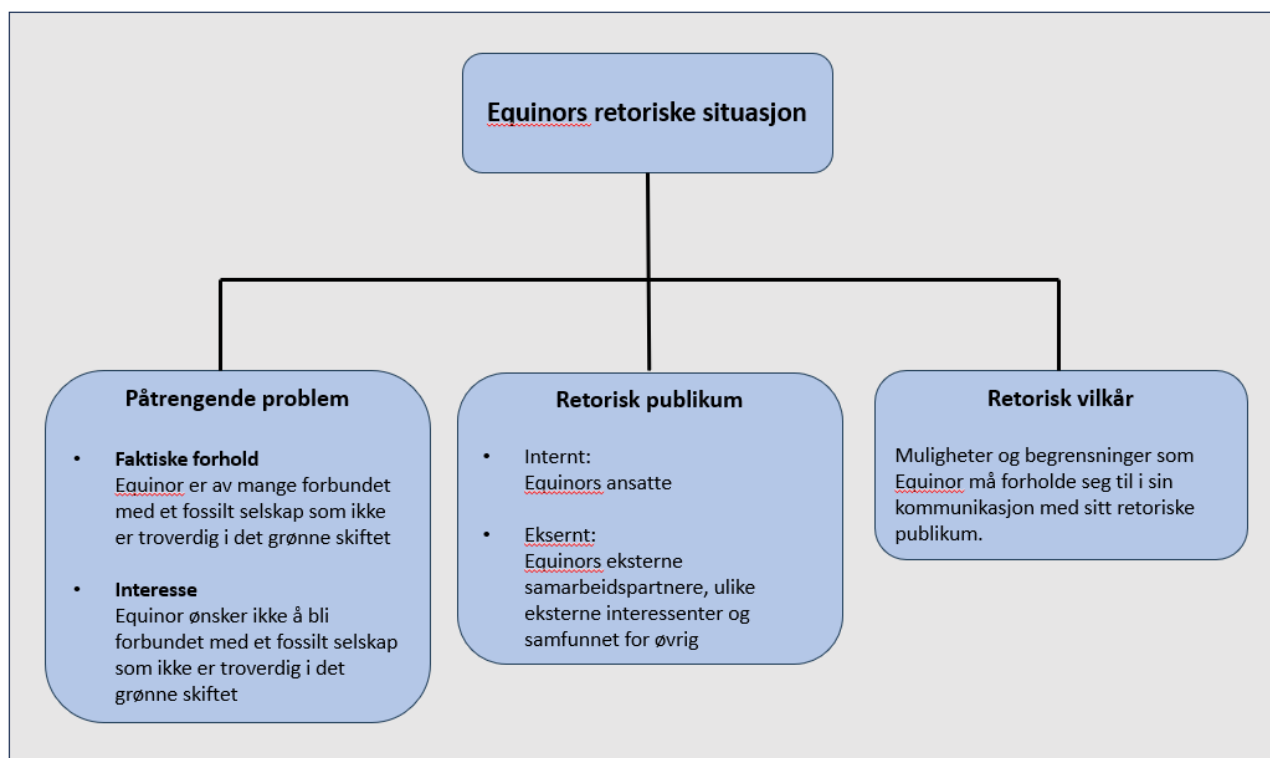 Equinors retoriske situasjon
Påtrengende problem
• Faktiske forhold
Equinor er av mange forbundet
med et fossilt selskap som ikke
er troverdig i det grønne skiftet
• Interesse
Equinor ønsker ikke å bli
forbundet med et fossilt selskap
som ikke er troverdig i det
grønne skiftet
Retorisk publikum
• Internt:
Equinors ansatte
• Eksernt:
Equinors eksterne
samarbeidspartnere, ulike
eksterne interessenter og
samfunnet for øvrig
Retorisk vilkår
Muligheter og begrensninger som
Equinor må forholde seg til i sin
kommunikasjon med sitt retoriske
publikum.